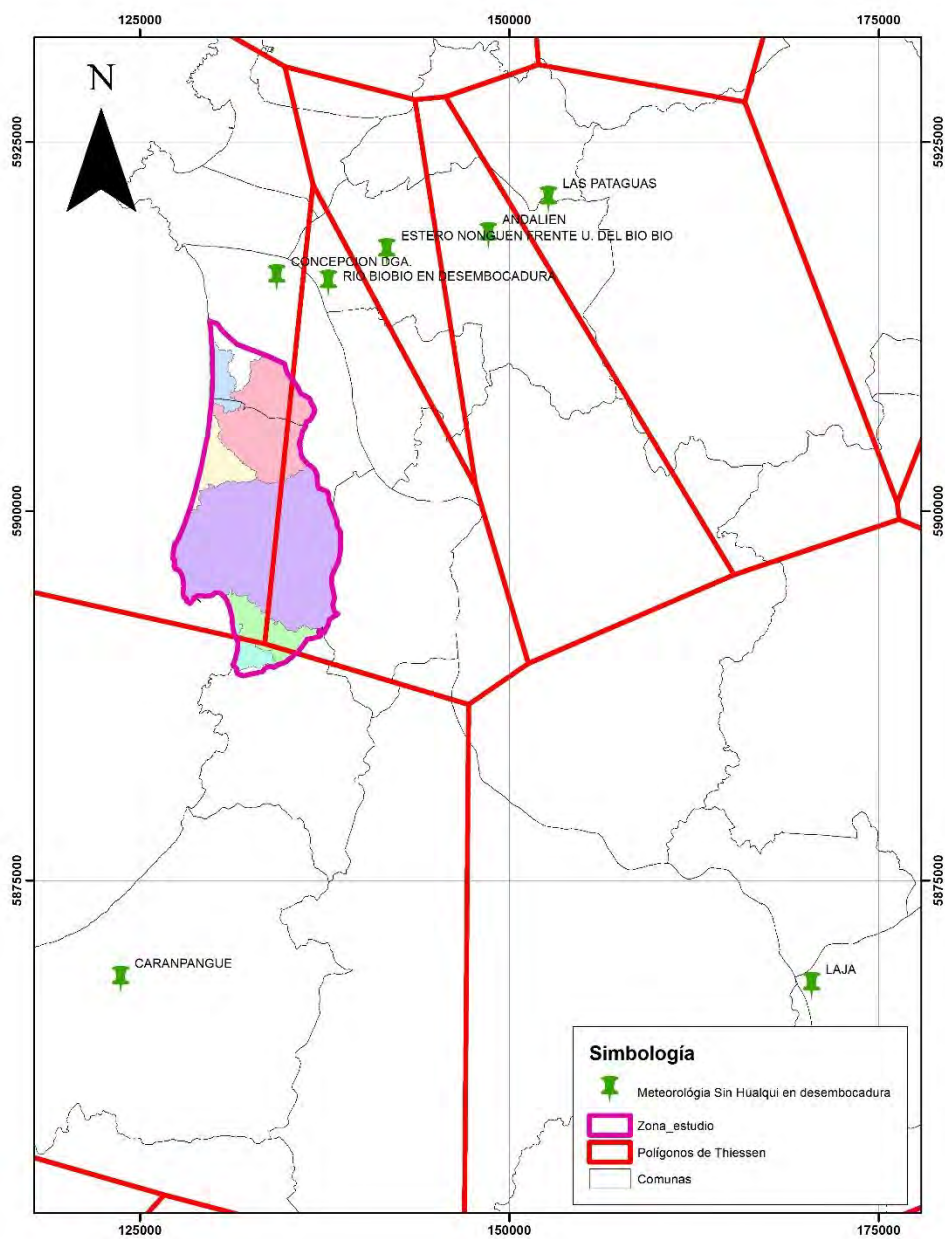 125000
150000
175000
N
5925000
5925000
LAS PATAGUAS
ANDALIEN
ESTERO NONGUEN FRENTE U. DEL BIO BIO
CONCEPCION DGA.
RIO BIOBIO EN DESEMBOCADURA
5900000
5900000
5875000
5875000
CARANPANGUE
LAJA
Simbología
Meteorológia Sin Hualqui en desembocadura
Zona_estudio
Polígonos de Thiessen
Comunas
125000
150000
175000